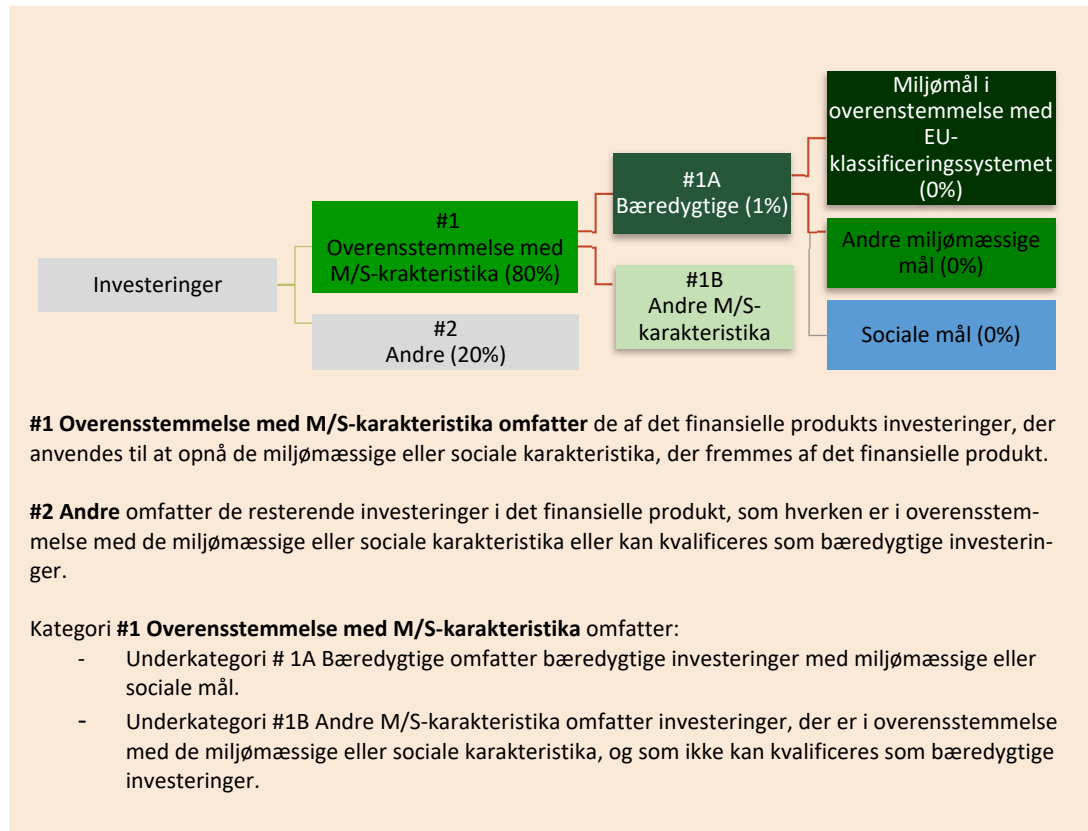 Miljømål i
overenstemmelse med
EU-
klassificeringssystemet
(0%)
#1A
Bæredygtige (1%)
#1
Overensstemmelse med
M/S-krakteristika (80%)
Andre miljømæssige
mål (0%)
Investeringer
#1B
Andre M/S-
karakteristika
#2
Andre (20%)
Sociale mål (0%)
#1 Overensstemmelse med M/S-karakteristika omfatter de af det finansielle produkts investeringer, der
anvendes til at opnå de miljømæssige eller sociale karakteristika, der fremmes af det finansielle produkt.
#2 Andre omfatter de resterende investeringer i det finansielle produkt, som hverken er i overensstem-
melse med de miljømæssige eller sociale karakteristika eller kan kvalificeres som bæredygtige investerin-
ger.
Kategori #1 Overensstemmelse med M/S-karakteristika omfatter:
- Underkategori # 1A Bæredygtige omfatter bæredygtige investeringer med miljømæssige eller
sociale mål.
- Underkategori #1B Andre M/S-karakteristika omfatter investeringer, der er i overensstemmelse
med de miljømæssige eller sociale karakteristika, og som ikke kan kvalificeres som bæredygtige
investeringer.